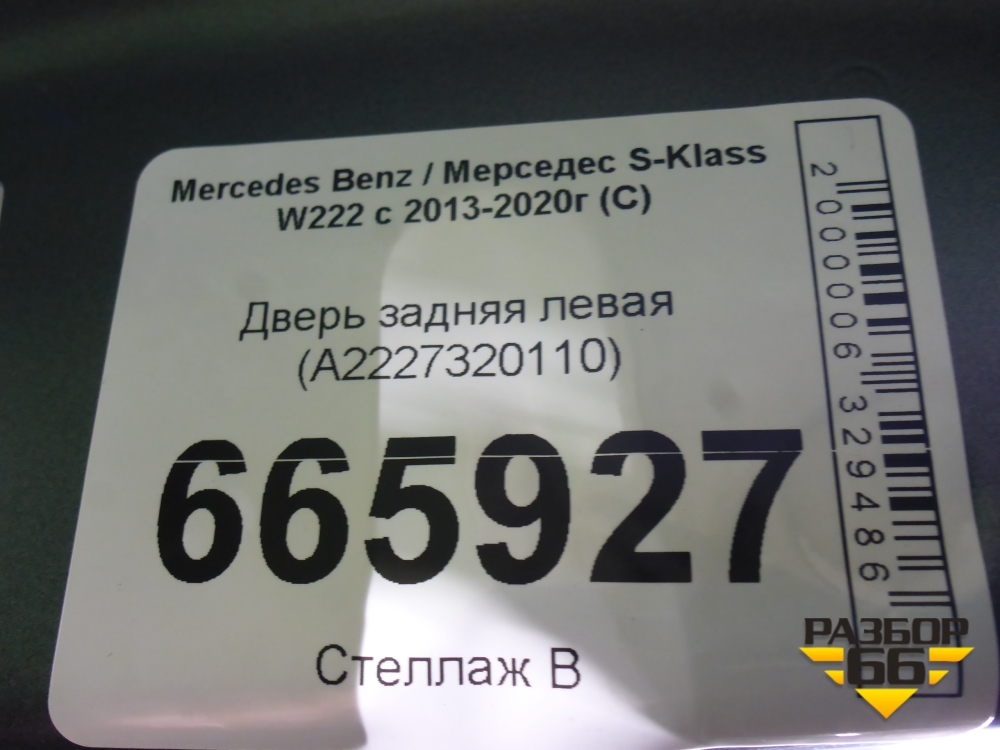 Mercedes Benz / Мерседес S-Klass
W222 с 2013-2020г (С)
Дверь задняя левая
(A2227320110)
665927
Стеллаж В
2000006329486
РАЗБОР
66